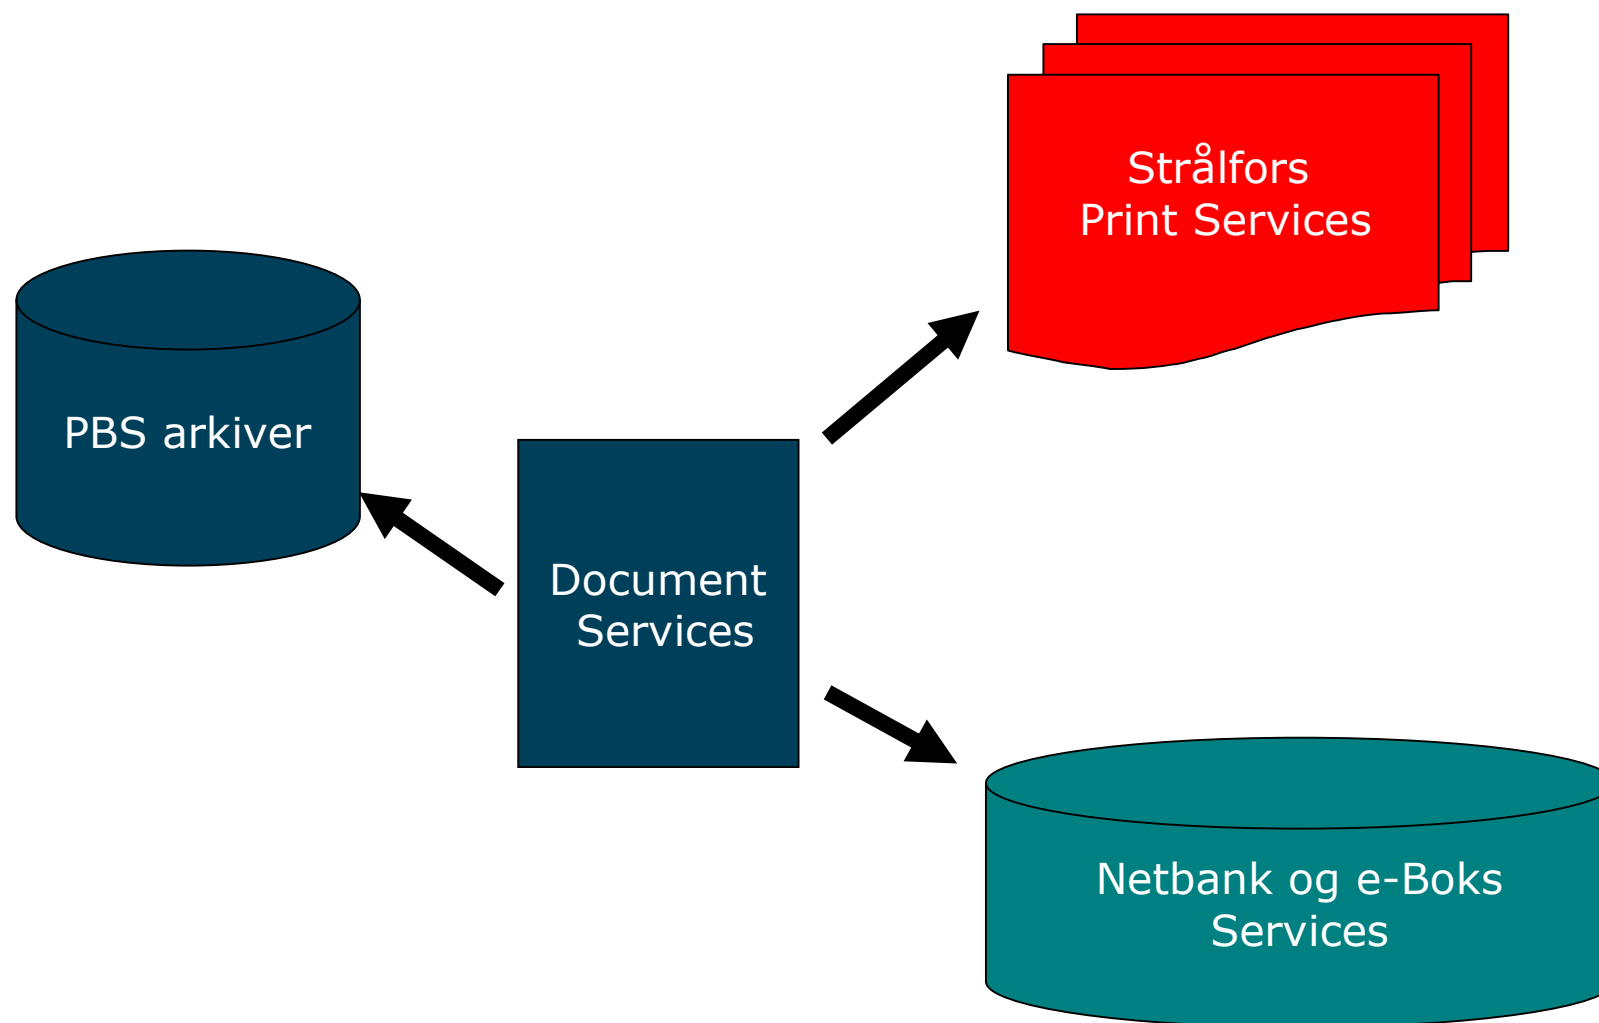 Strålfors
Print Services
PBS arkiver
Document
Services
Netbank og e-Boks
Services